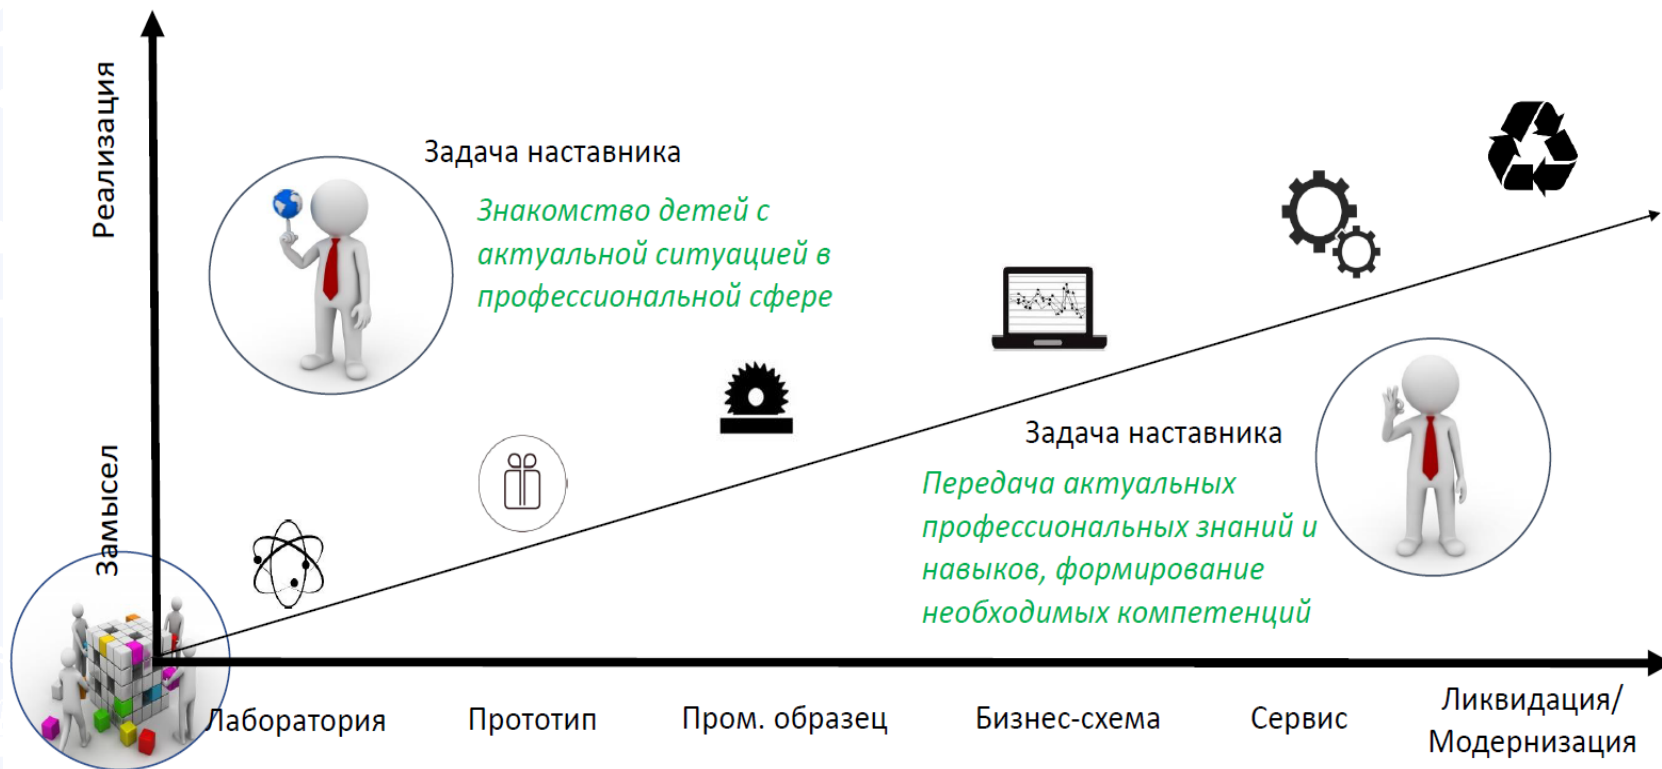 Реализация
Замысел
Задача наставника
Знакомство детей с
актуальной ситуацией в
профессиональной сфере
Задача наставника
Передача актуальных
профессиональных знаний и
навыков, формирование
необходимых компетенций
Лаборатория
Прототип
Пром. образец
Бизнес-схема
Сервис
Ликвидация/
Модернизация